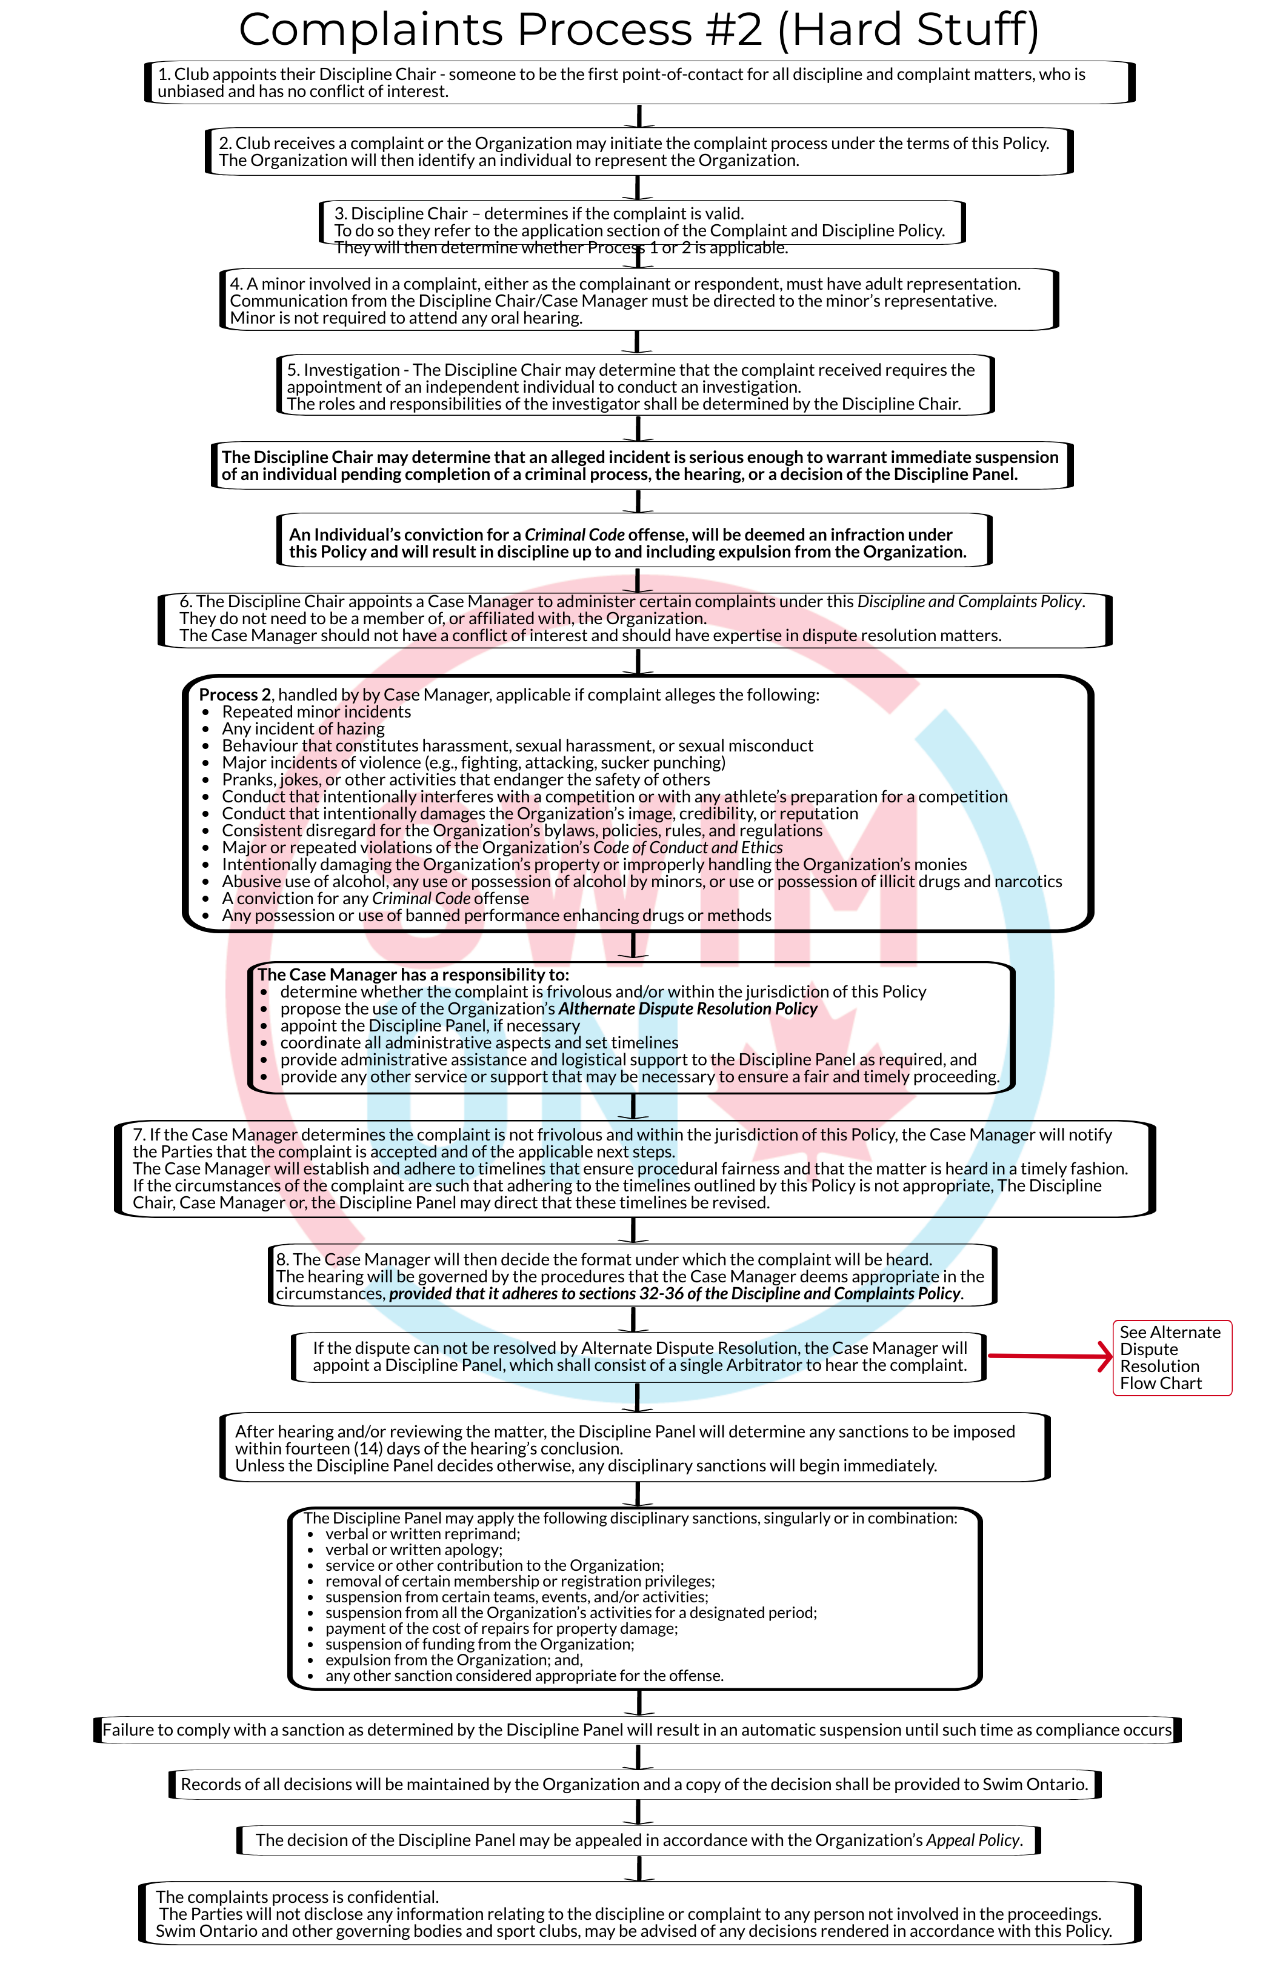 Complaints Process #2 (Hard Stuff)
1. Club appoints their Discipline Chair - someone to be the first point-of-contact for all discipline and complaint matters, who is
unbiased and has no conflict of interest.
2. Club receives a complaint or the Organization may initiate the complaint process under the terms of this Policy.
The Organization will then identify an individual to represent the Organization.
3. Discipline Chair – determines if the complaint is valid.
To do so they refer to the application section of the Complaint and Discipline Policy.
They will then determine whether Process 1 or 2 is applicable.
4. A minor involved in a complaint, either as the complainant or respondent, must have adult representation.
Communication from the Discipline Chair/Case Manager must be directed to the minor's representative.
Minor is not required to attend any oral hearing.
5. Investigation - The Discipline Chair may determine that the complaint received requires the
appointment of an independent individual to conduct an investigation.
The roles and responsibilities of the investigator shall be determined by the Discipline Chair.
The Discipline Chair may determine that an alleged incident is serious enough to warrant immediate suspension
of an individual pending completion of a criminal process, the hearing, or a decision of the Discipline Panel.
An Individual's conviction for a Criminal Code offense, will be deemed an infraction under
this Policy and will result in discipline up to and including expulsion from the Organization.
6. The Discipline Chair appoints a Case Manager to administer certain complaints under this Discipline and Complaints Policy.
They do not need to be a member of, or affiliated with, the Organization.
The Case Manager should not have a conflict of interest and should have expertise in dispute resolution matters.
Process 2, handled by by Case Manager, applicable if complaint alleges the following:
• Repeated minor incidents
• Any incident of hazing
• Behaviour that constitutes harassment, sexual harassment, or sexual misconduct
• Major incidents of violence (e.g., fighting, attacking, sucker punching)
• Pranks, jokes, or other activities that endanger the safety of others
• Conduct that intentionally interferes with a competition or with any athlete's preparation for a competition
• Conduct that intentionally damages the Organization's image, credibility, or reputation
• Consistent disregard for the Organization's bylaws, policies, rules, and regulations
• Major or repeated violations of the Organization's Code of Conduct and Ethics
• Intentionally damaging the Organization's property or improperly handling the Organization's monies
• Abusive use of alcohol, any use or possession of alcohol by minors, or use or possession of illicit drugs and narcotics
• A conviction for any Criminal Code offense
• Any possession or use of banned performance enhancing drugs or methods
SWIM
ON
The Case Manager has a responsibility to:
• determine whether the complaint is frivolous and/or within the jurisdiction of this Policy
• propose the use of the Organization's Althernate Dispute Resolution Policy
• appoint the Discipline Panel, if necessary
• coordinate all administrative aspects and set timelines
• provide administrative assistance and logistical support to the Discipline Panel as required, and
• provide any other service or support that may be necessary to ensure a fair and timely proceeding.
7. If the Case Manager determines the complaint is not frivolous and within the jurisdiction of this Policy, the Case Manager will notify
the Parties that the complaint is accepted and of the applicable next steps.
The Case Manager will establish and adhere to timelines that ensure procedural fairness and that the matter is heard in a timely fashion.
If the circumstances of the complaint are such that adhering to the timelines outlined by this Policy is not appropriate, The Discipline
Chair, Case Manager or, the Discipline Panel may direct that these timelines be revised.
8. The Case Manager will then decide the format under which the complaint will be heard.
The hearing will be governed by the procedures that the Case Manager deems appropriate in the
circumstances, provided that it adheres to sections 32-36 of the Discipline and Complaints Policy.
If the dispute can not be resolved by Alternate Dispute Resolution, the Case Manager will
appoint a Discipline Panel, which shall consist of a single Arbitrator to hear the complaint.
See Alternate
Dispute
Resolution
Flow Chart
After hearing and/or reviewing the matter, the Discipline Panel will determine any sanctions to be imposed
within fourteen (14) days of the hearing's conclusion.
Unless the Discipline Panel decides otherwise, any disciplinary sanctions will begin immediately.
The Discipline Panel may apply the following disciplinary sanctions, singularly or in combination:
• verbal or written reprimand;
• verbal or written apology;
• service or other contribution to the Organization;
• removal of certain membership or registration privileges;
• suspension from certain teams, events, and/or activities;
• suspension from all the Organization's activities for a designated period;
• payment of the cost of repairs for property damage;
• suspension of funding from the Organization;
• expulsion from the Organization; and,
• any other sanction considered appropriate for the offense.
Failure to comply with a sanction as determined by the Discipline Panel will result in an automatic suspension until such time as compliance occurs.
Records of all decisions will be maintained by the Organization and a copy of the decision shall be provided to Swim Ontario.
The decision of the Discipline Panel may be appealed in accordance with the Organization's Appeal Policy.
The complaints process is confidential.
The Parties will not disclose any information relating to the discipline or complaint to any person not involved in the proceedings.
Swim Ontario and other governing bodies and sport clubs, may be advised of any decisions rendered in accordance with this Policy.